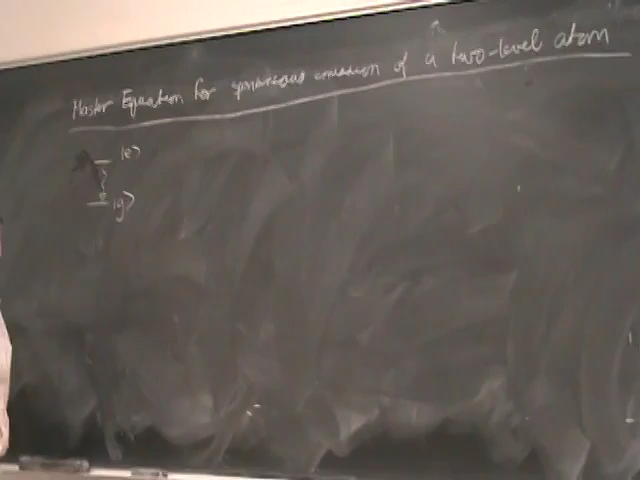 Master Equation for spontaneous emission of a two-level atom
|e>
|g>